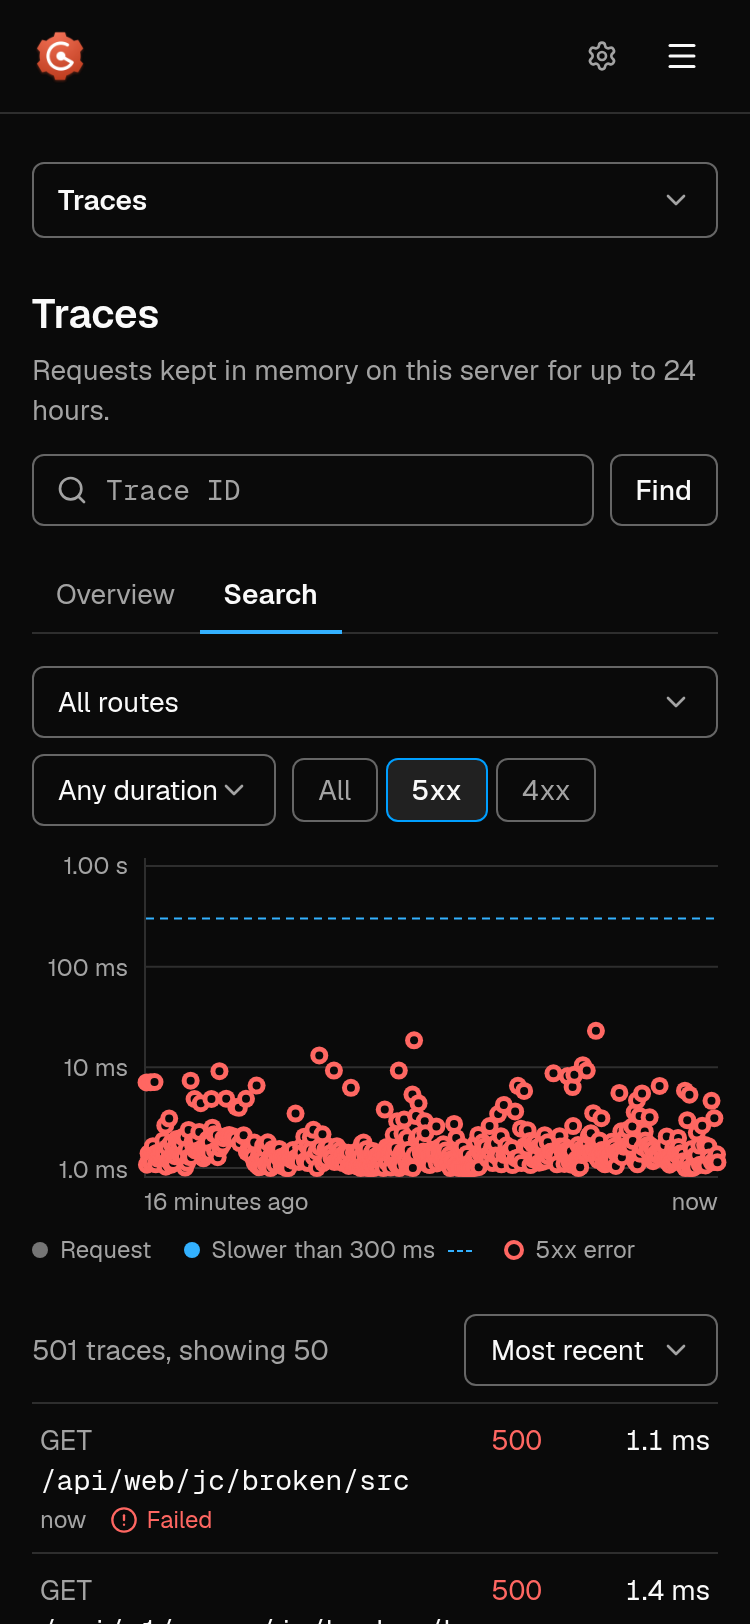 Traces
Traces
Requests kept in memory on this server for up to 24
hours.
Trace ID
Find
Overview
Search
All routes
Any duration
All
5xx
4xx
1.00 s
100 ms
10 ms
1.0 ms
16 minutes ago
now
Request
Slower than 300 ms
5xx error
501 traces, showing 50
Most recent
GET
500
1.1 ms
/api/web/jc/broken/src
now
Failed
GET
500
1.4 ms